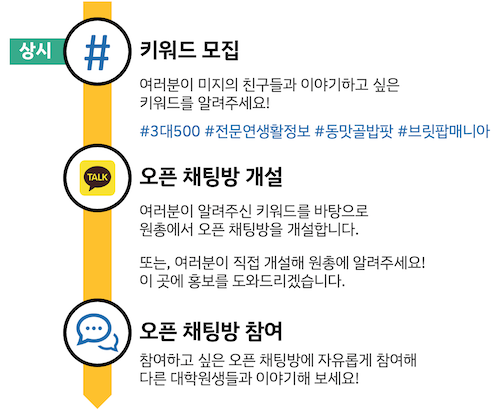 상시
#
키워드 모집
여러분이 미지의 친구들과 이야기하고 싶은
키워드를 알려주세요!
#3대500 #전문연생활정보 #동맛골밥팟 #브릿팝매니아
TALK
오픈 채팅방 개설
여러분이 알려주신 키워드를 바탕으로
원총에서 오픈 채팅방을 개설합니다.
또는, 여러분이 직접 개설해 원총에 알려주세요!
이 곳에 홍보를 도와드리겠습니다.
오픈 채팅방 참여
참여하고 싶은 오픈 채팅방에 자유롭게 참여해
다른 대학원생들과 이야기해 보세요!